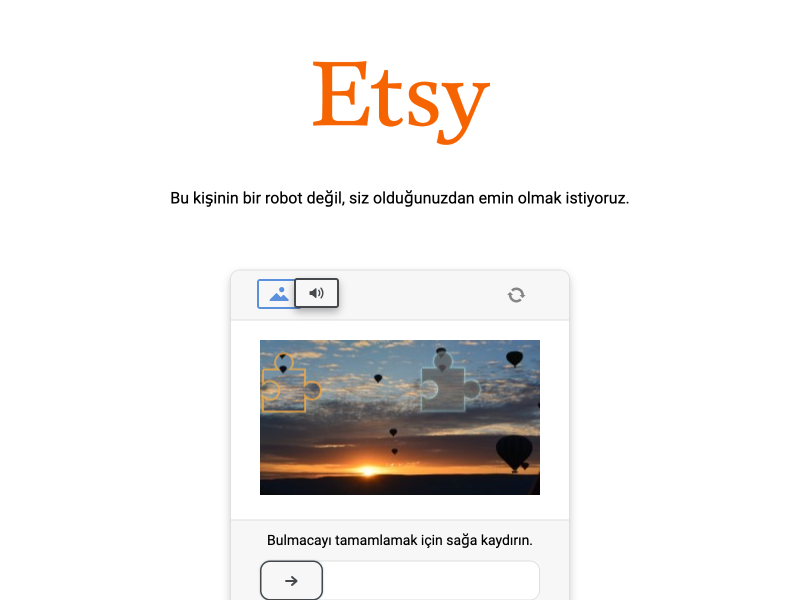 Etsy
Bu kişinin bir robot değil, siz olduğunuzdan emin olmak istiyoruz.
Bulmacayı tamamlamak için sağa kaydırın.